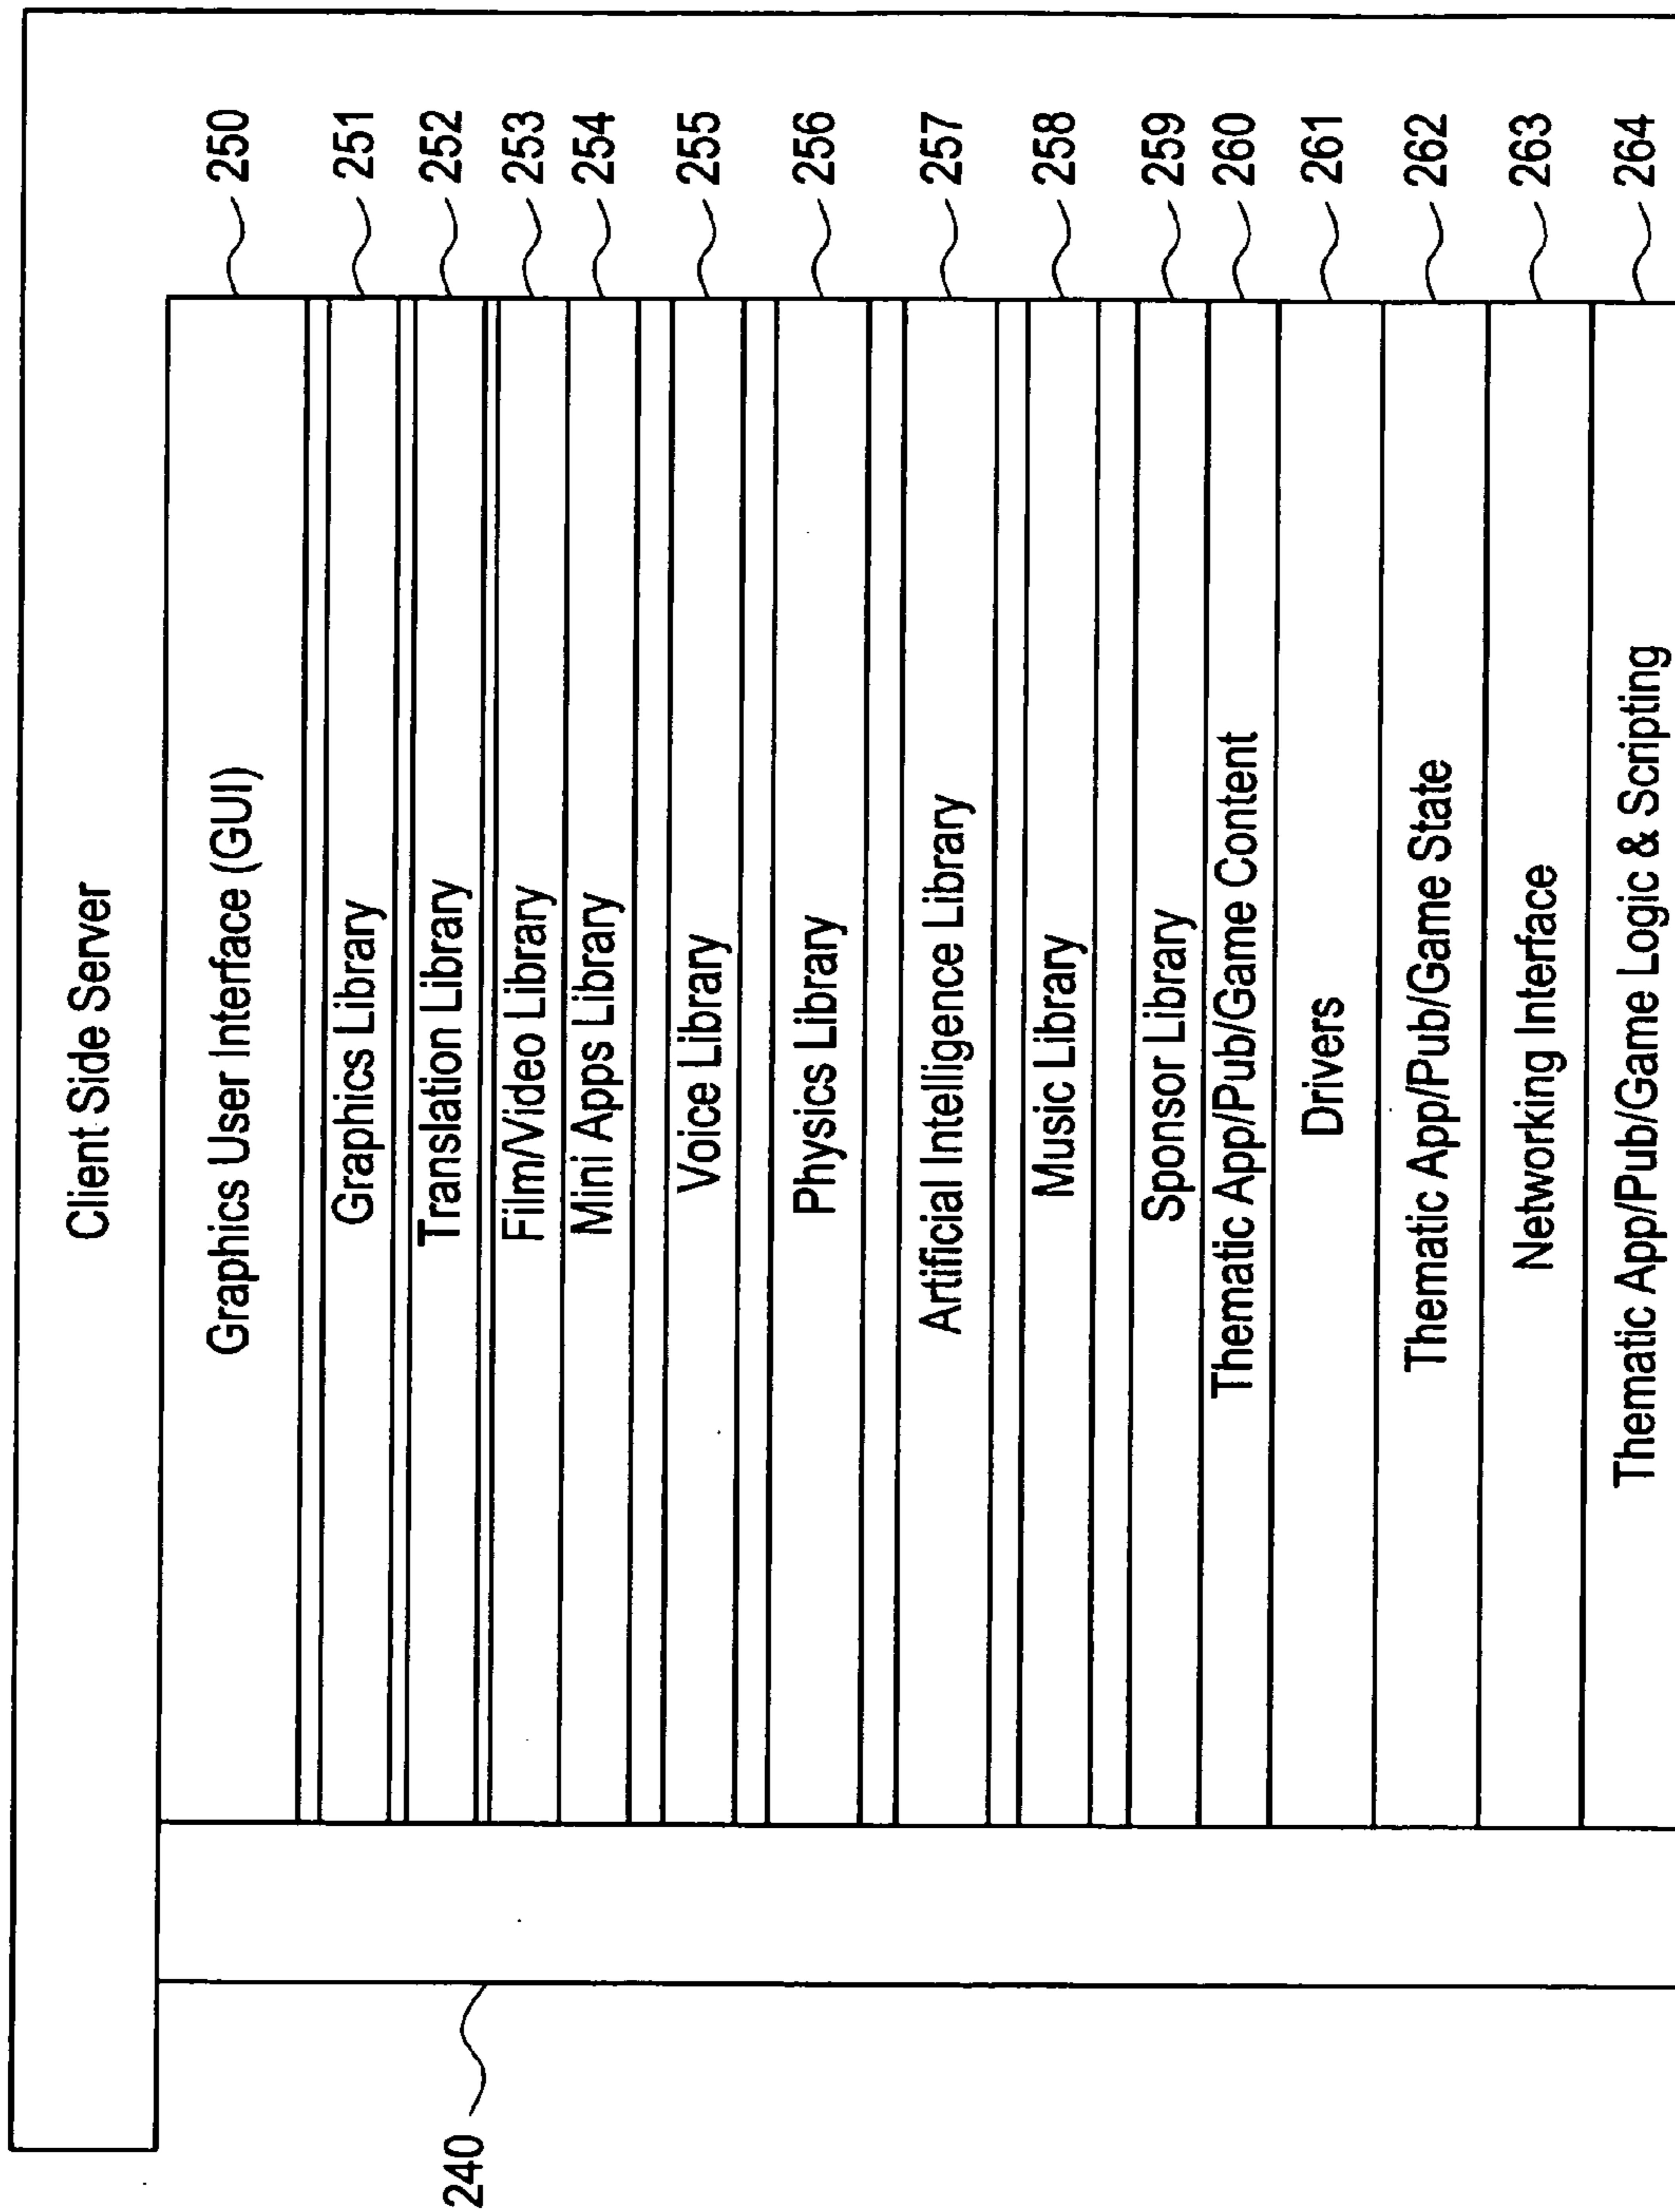 Client Side Server
Graphics User Interface (GUI) 250
Graphics Library 251
Translation Library 252
Film/Video Library 253
Mini Apps Library 254
Voice Library 255
Physics Library 256
Artificial Intelligence Library 257
Music Library 258
Sponsor Library 259
Thematic App/Pub/Game Content 260
Drivers 261
Thematic App/Pub/Game State 262
Networking Interface 263
Thematic App/Pub/Game Logic & Scripting 264
240